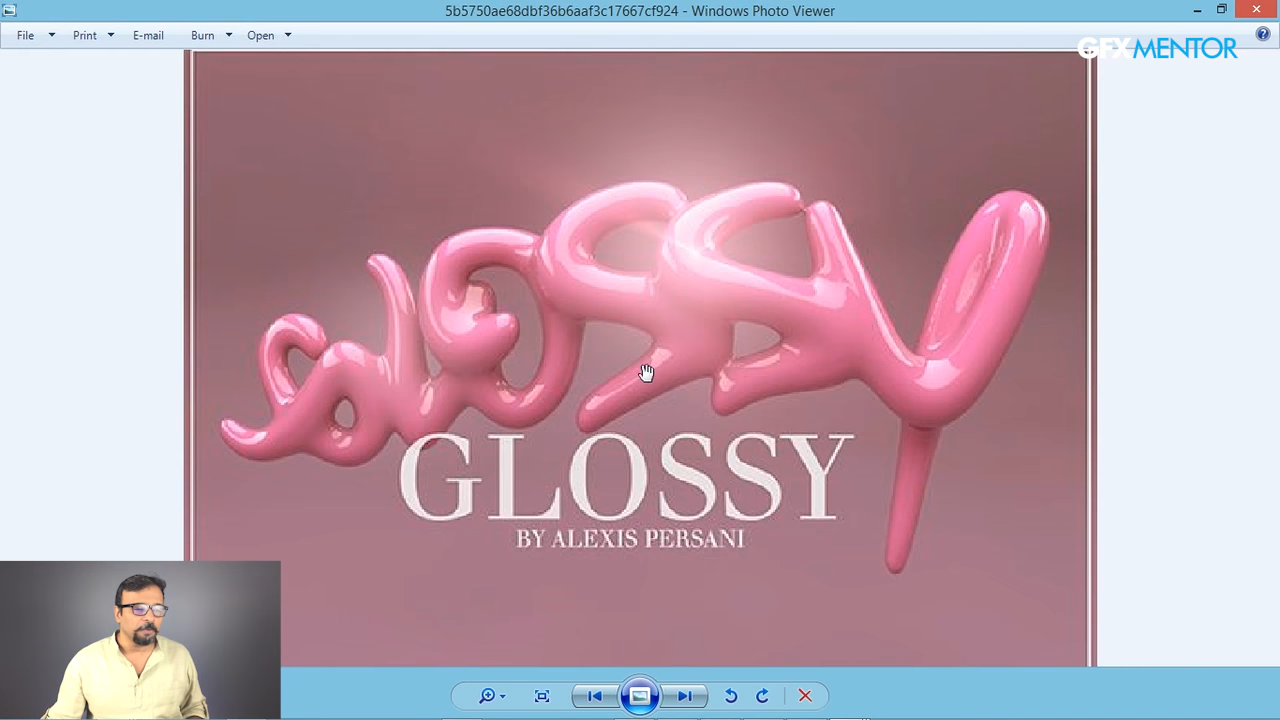 5b5750ae68dbf36b6aaf3c17667cf924 - Windows Photo Viewer
File Print E-mail Burn Open
GFXMENTOR
Glossy
GLOSSY
BY ALEXIS PERSANI